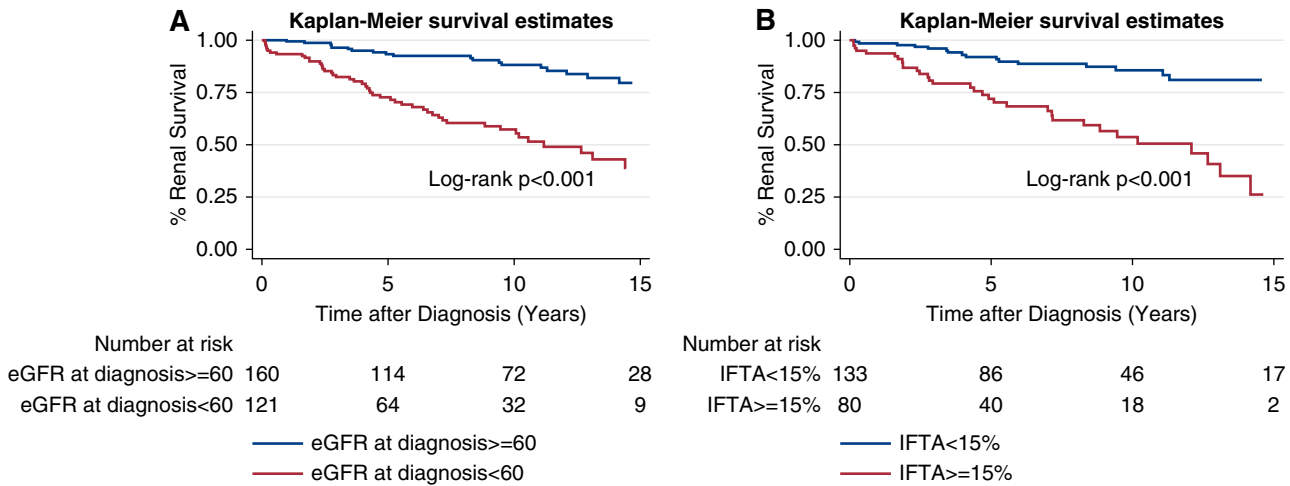 A
Kaplan-Meier survival estimates
% Renal Survival
1.00
0.75
0.50
0.25
0.00
Log-rank p<0.001
0 5 10 15
Time after Diagnosis (Years)
Number at risk
eGFR at diagnosis>=60 160 114 72 28
eGFR at diagnosis<60 121 64 32 9
eGFR at diagnosis>=60
eGFR at diagnosis<60
B
Kaplan-Meier survival estimates
% Renal Survival
1.00
0.75
0.50
0.25
0.00
Log-rank p<0.001
0 5 10 15
Time after Diagnosis (Years)
Number at risk
IFTA<15% 133 86 46 17
IFTA>=15% 80 40 18 2
IFTA<15%
IFTA>=15%